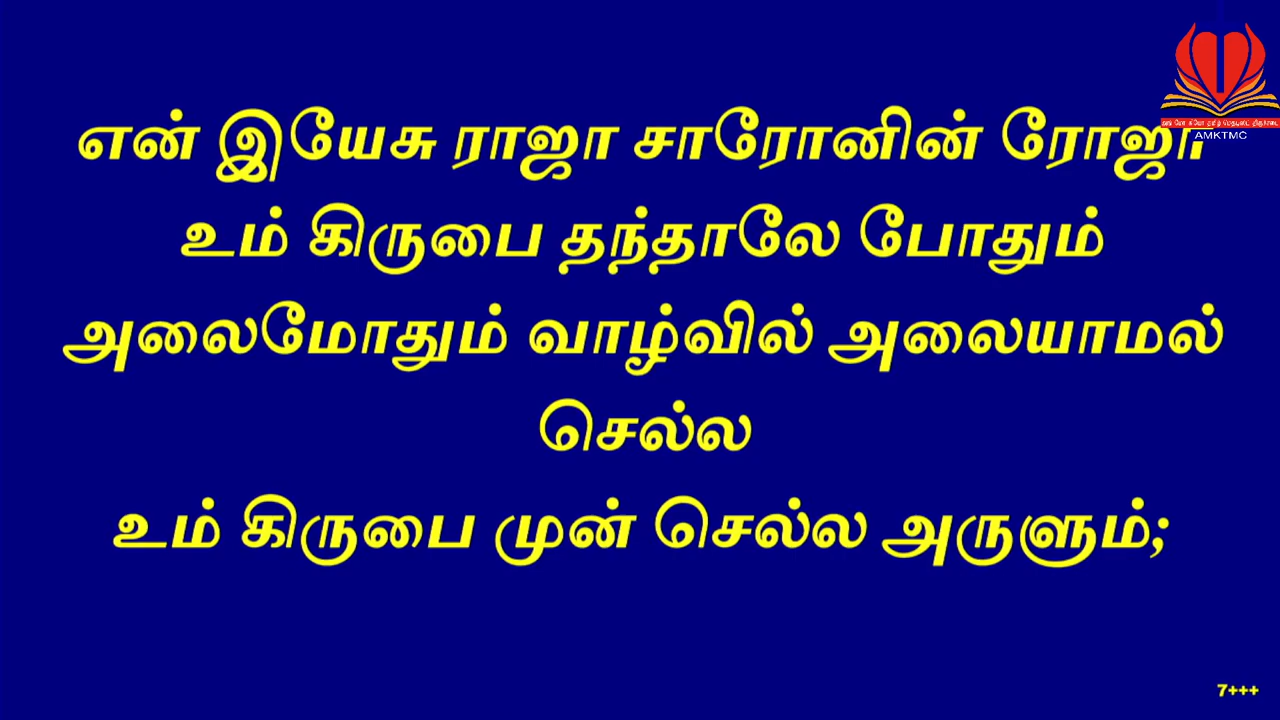 என் இயேசு ராஜா சாரோனின் ரோஜா
உம் கிருபை தந்தாலே போதும்
அலைமோதும் வாழ்வில் அலையாமல்
செல்ல
உம் கிருபை முன் செல்ல அருளும்;
AMKTMC
7+++